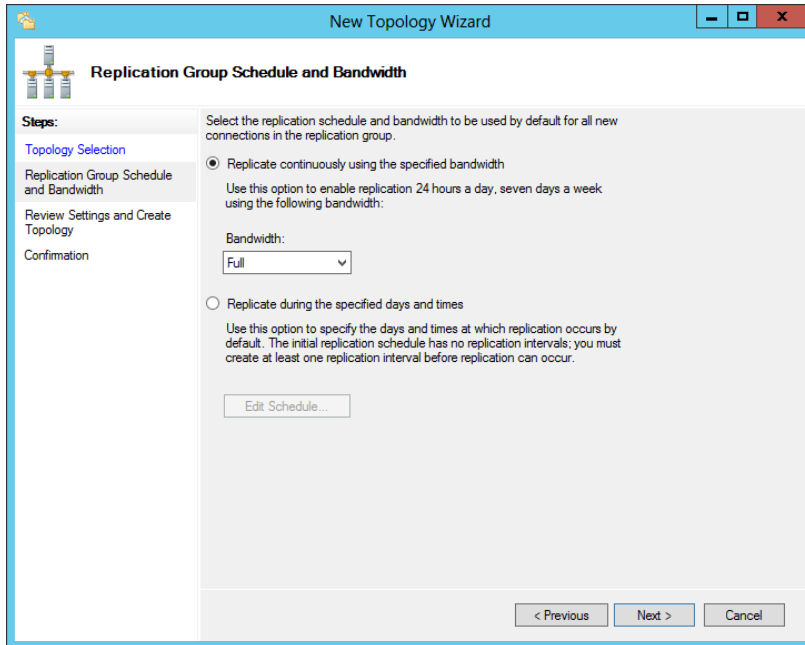 New Topology Wizard
Replication Group Schedule and Bandwidth
Steps:
Topology Selection
Replication Group Schedule
and Bandwidth
Review Settings and Create
Topology
Confirmation
Select the replication schedule and bandwidth to be used by default for all new
connections in the replication group.
Replicate continuously using the specified bandwidth
Use this option to enable replication 24 hours a day, seven days a week
using the following bandwidth:
Bandwidth:
Full
Replicate during the specified days and times
Use this option to specify the days and times at which replication occurs by
default. The initial replication schedule has no replication intervals; you must
create at least one replication interval before replication can occur.
Edit Schedule...
< Previous
Next >
Cancel